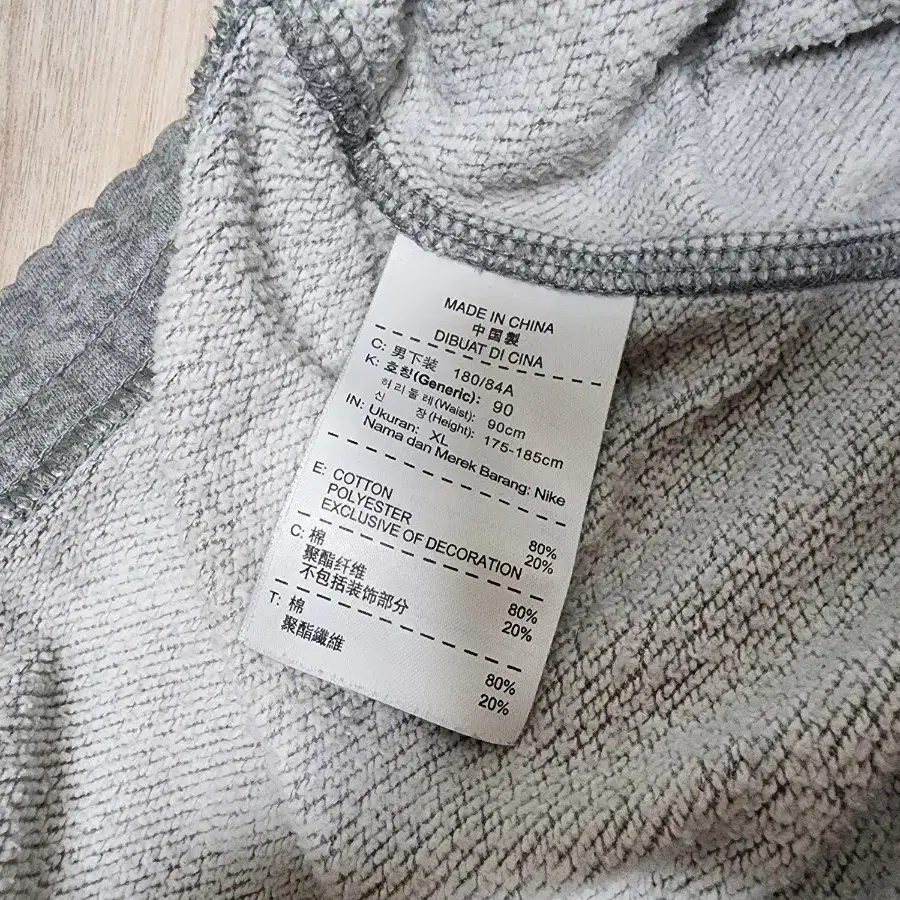 MADE IN CHINA
中国製
DIBUAT DI CINA
C: 男下装 180/84A
K: 호칭(Generic): 90
허리둘레(Waist): 90cm
신 장(Height): 175-185cm
IN: Ukuran: XL
Nama dan Merek Barang: Nike
E: COTTON 80%
POLYESTER 20%
EXCLUSIVE OF DECORATION
C: 棉 80%
聚酯纤维 20%
不包括装饰部分
T: 棉 80%
聚酯纖維 20%